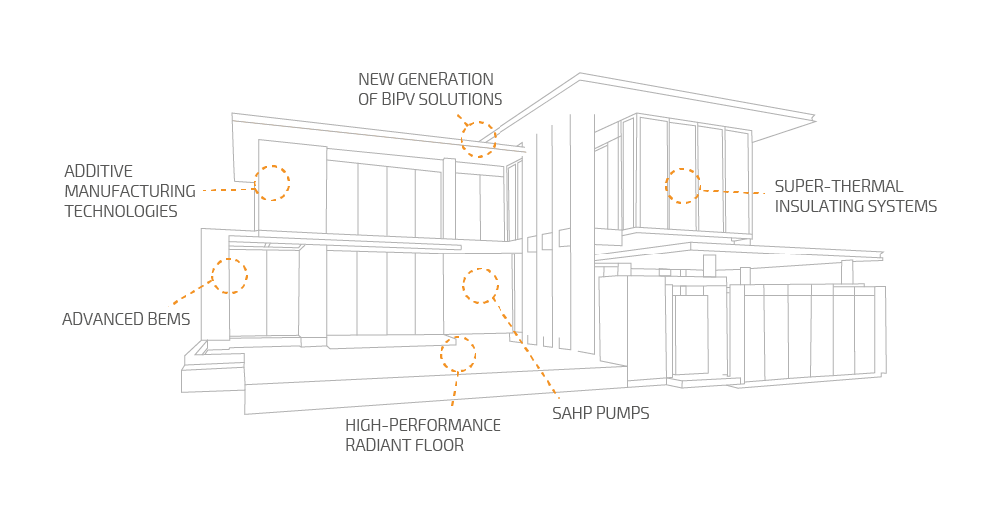 NEW GENERATION
OF BIPV SOLUTIONS
ADDITIVE
MANUFACTURING
TECHNOLOGIES
SUPER-THERMAL
INSULATING SYSTEMS
ADVANCED BEMS
HIGH-PERFORMANCE
RADIANT FLOOR
SAHP PUMPS